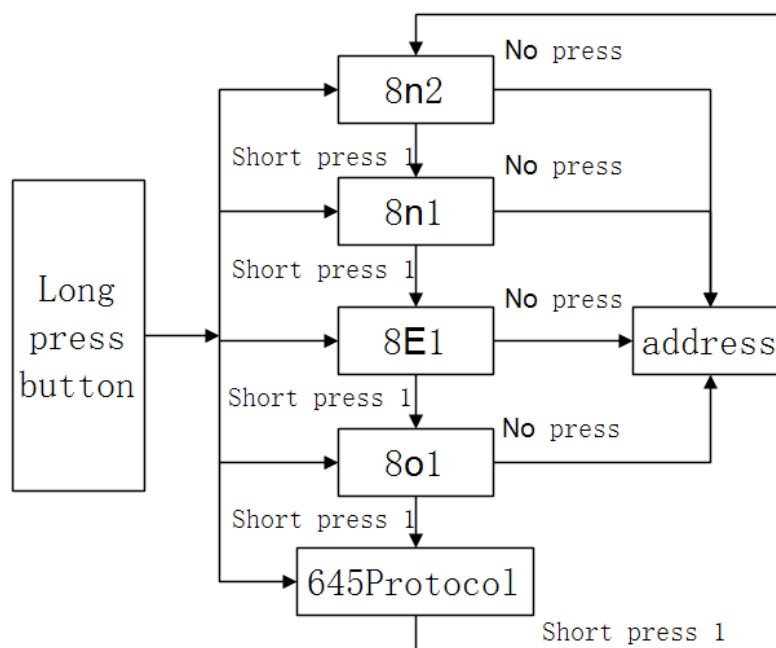 No press
8n2
Short press 1
No press
8n1
Short press 1
Long
press
button
No press
8E1
address
Short press 1
No press
8o1
Short press 1
645Protocol
Short press 1